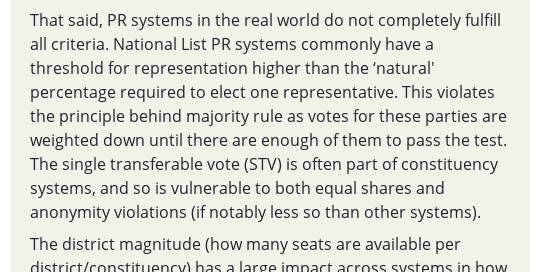 That said, PR systems in the real world do not completely fulfill
all criteria. National List PR systems commonly have a
threshold for representation higher than the ‘natural'
percentage required to elect one representative. This violates
the principle behind majority rule as votes for these parties are
weighted down until there are enough of them to pass the test.
The single transferable vote (STV) is often part of constituency
systems, and so is vulnerable to both equal shares and
anonymity violations (if notably less so than other systems).
The district magnitude (how many seats are available per
district/constituency) has a large impact across systems in how